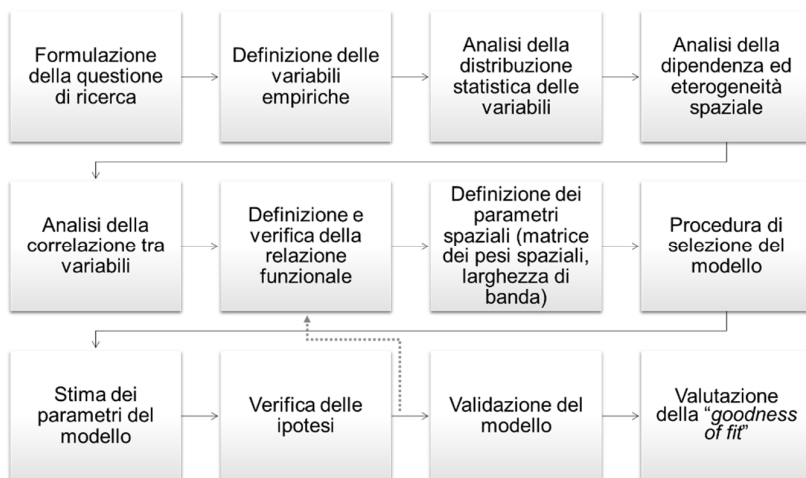 Formulazione
della questione
di ricerca
Definizione delle
variabili
empiriche
Analisi della
distribuzione
statistica delle
variabili
Analisi della
dipendenza ed
eterogeneità
spaziale
Analisi della
correlazione tra
variabili
Definizione e
verifica della
relazione
funzionale
Definizione dei
parametri
spaziali (matrice
dei pesi spaziali,
larghezza di
banda)
Procedura di
selezione del
modello
Stima dei
parametri del
modello
Verifica delle
ipotesi
Validazione del
modello
Valutazione
della “goodness
of fit”